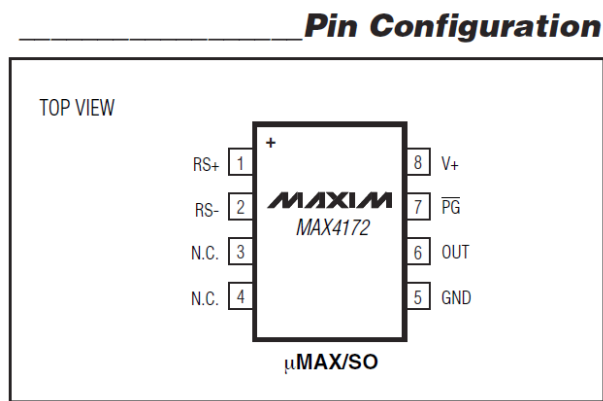 Pin Configuration
TOP VIEW
+
RS+ 1
8 V+
RS- 2
MAXIM
7 P̅G̅
MAX4172
N.C. 3
6 OUT
N.C. 4
5 GND
μMAX/SO